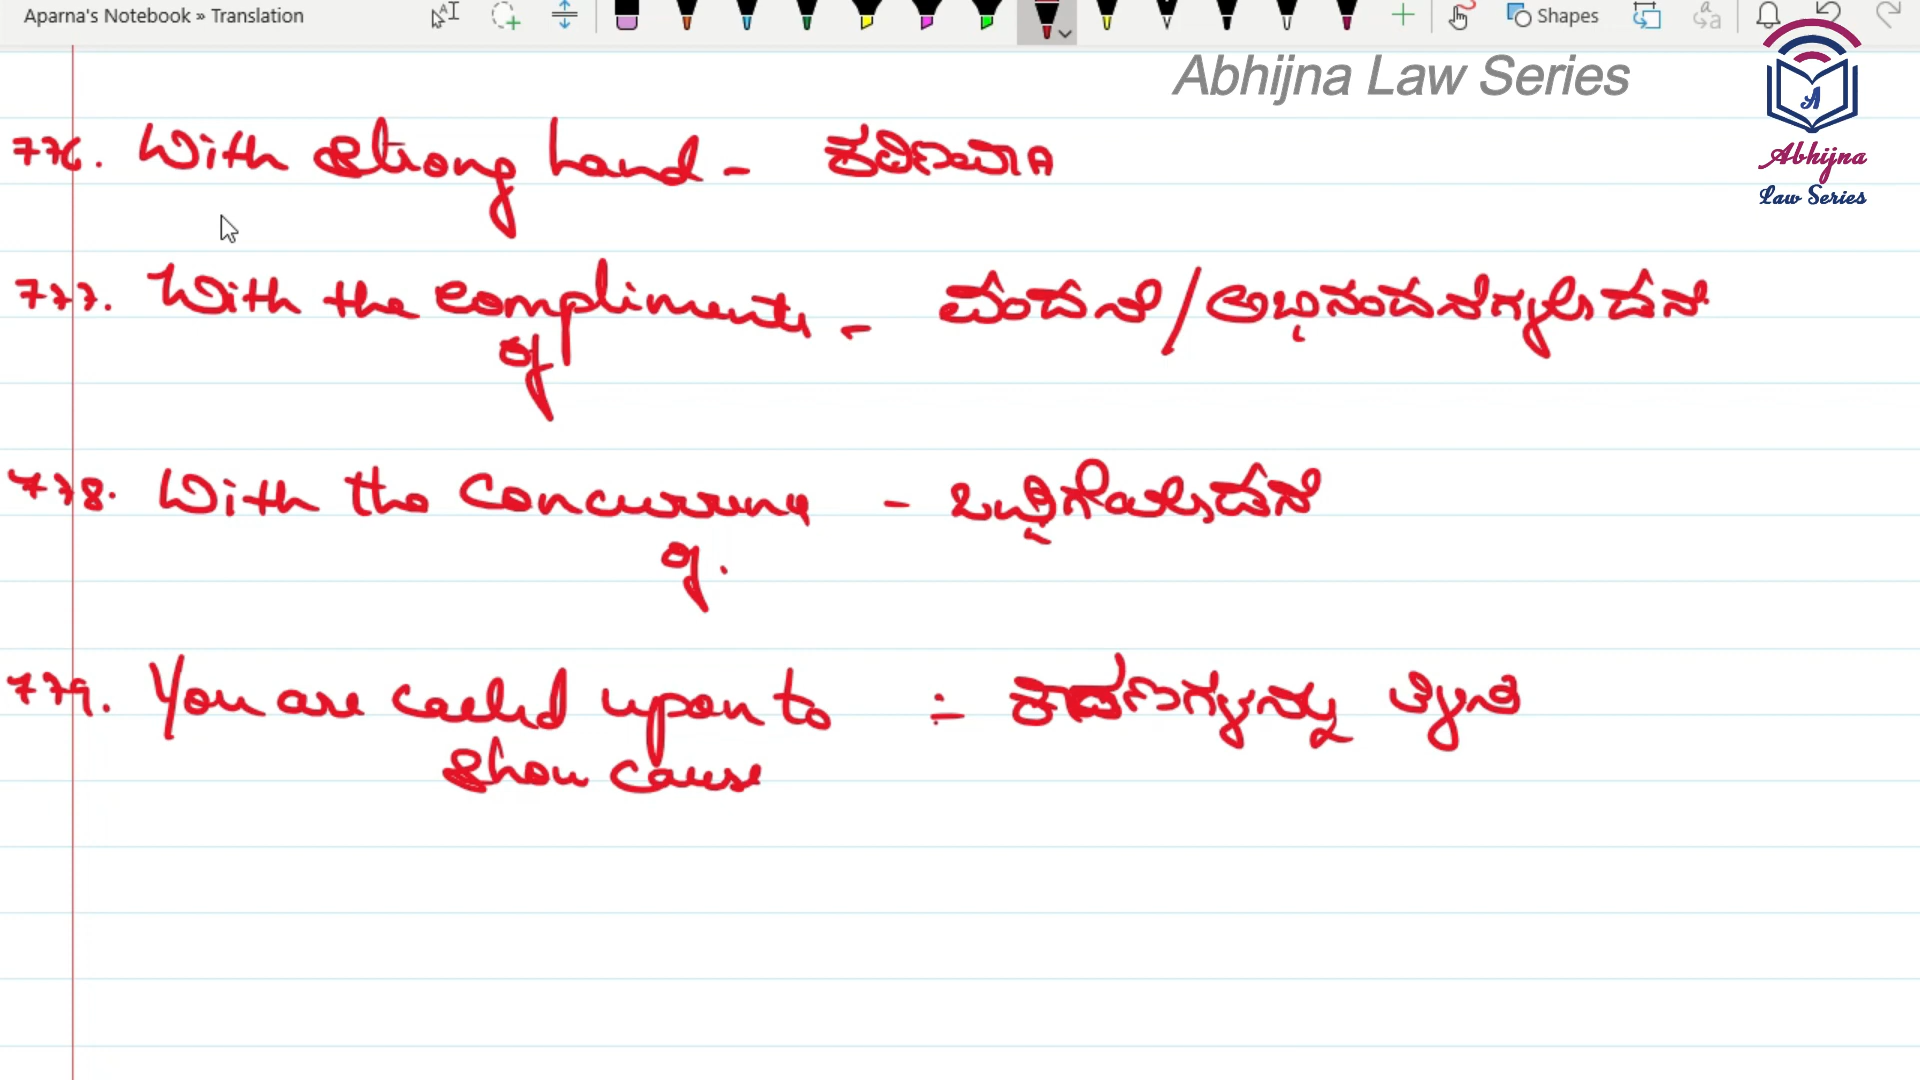 Aparna's Notebook » Translation
Shapes
Abhijna Law Series
A
Abhijna
Law Series
776. With strong hand - ಕಠಿಣವಾಗಿ
777. With the compliments - ವಂದನೆ/ಅಭಿನಂದನೆಗಳೊಡನೆ
of
778. With the concurrence - ಒಪ್ಪಿಗೆಯೊಡನೆ
of.
779. You are called upon to :- ಕಾರಣಗಳನ್ನು ತಿಳಿಸಿ
show cause